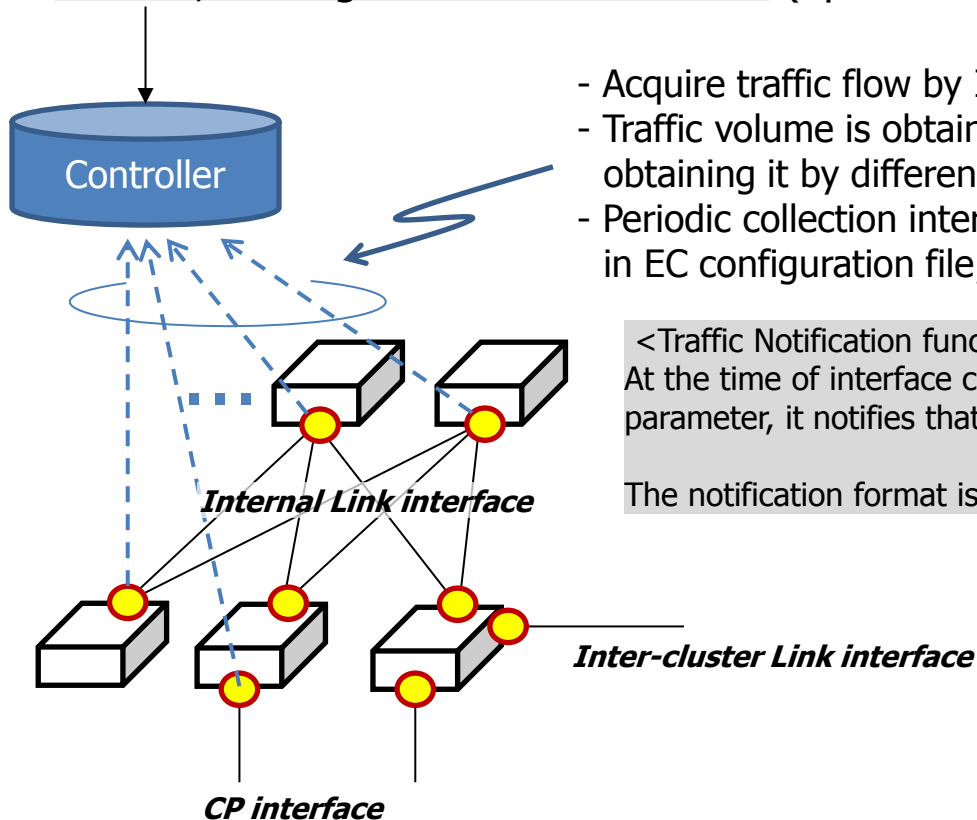 Controller
- Acquire traffic flow by
- Traffic volume is obtain
obtaining it by differen
- Periodic collection inter
in EC configuration file,
<Traffic Notification func
At the time of interface c
parameter, it notifies that
The notification format is
Internal Link interface
Inter-cluster Link interface
CP interface